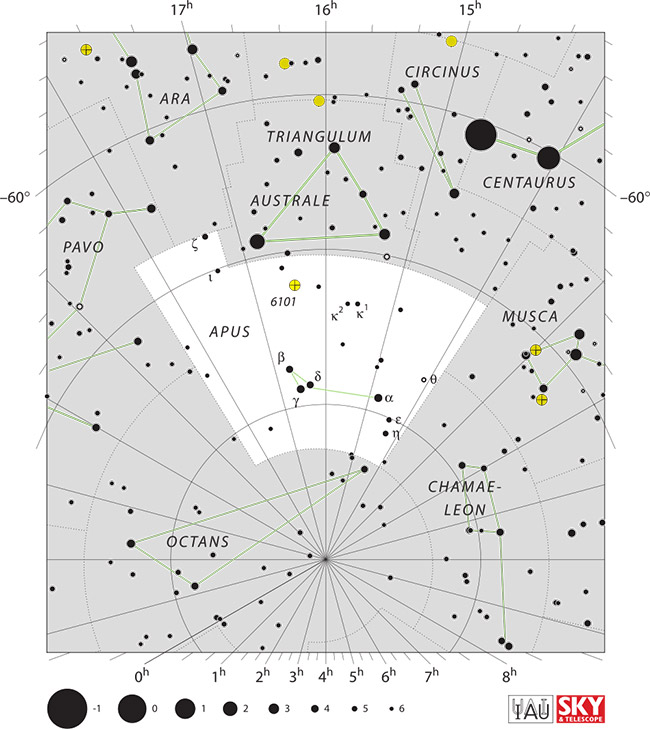 17h 16h 15h
CIRCINUS
ARA
TRIANGULUM
AUSTRALE
CENTAURUS
–60° –60°
PAVO
ζ
ι
6101
κ2 κ1
APUS
MUSCA
β
δ
θ
γ
α
ε
η
CHAMAE-
LEON
OCTANS
0h 1h 2h 3h 4h 5h 6h 7h 8h
-1 0 1 2 3 4 5 6
IAU UAI
SKY
& TELESCOPE